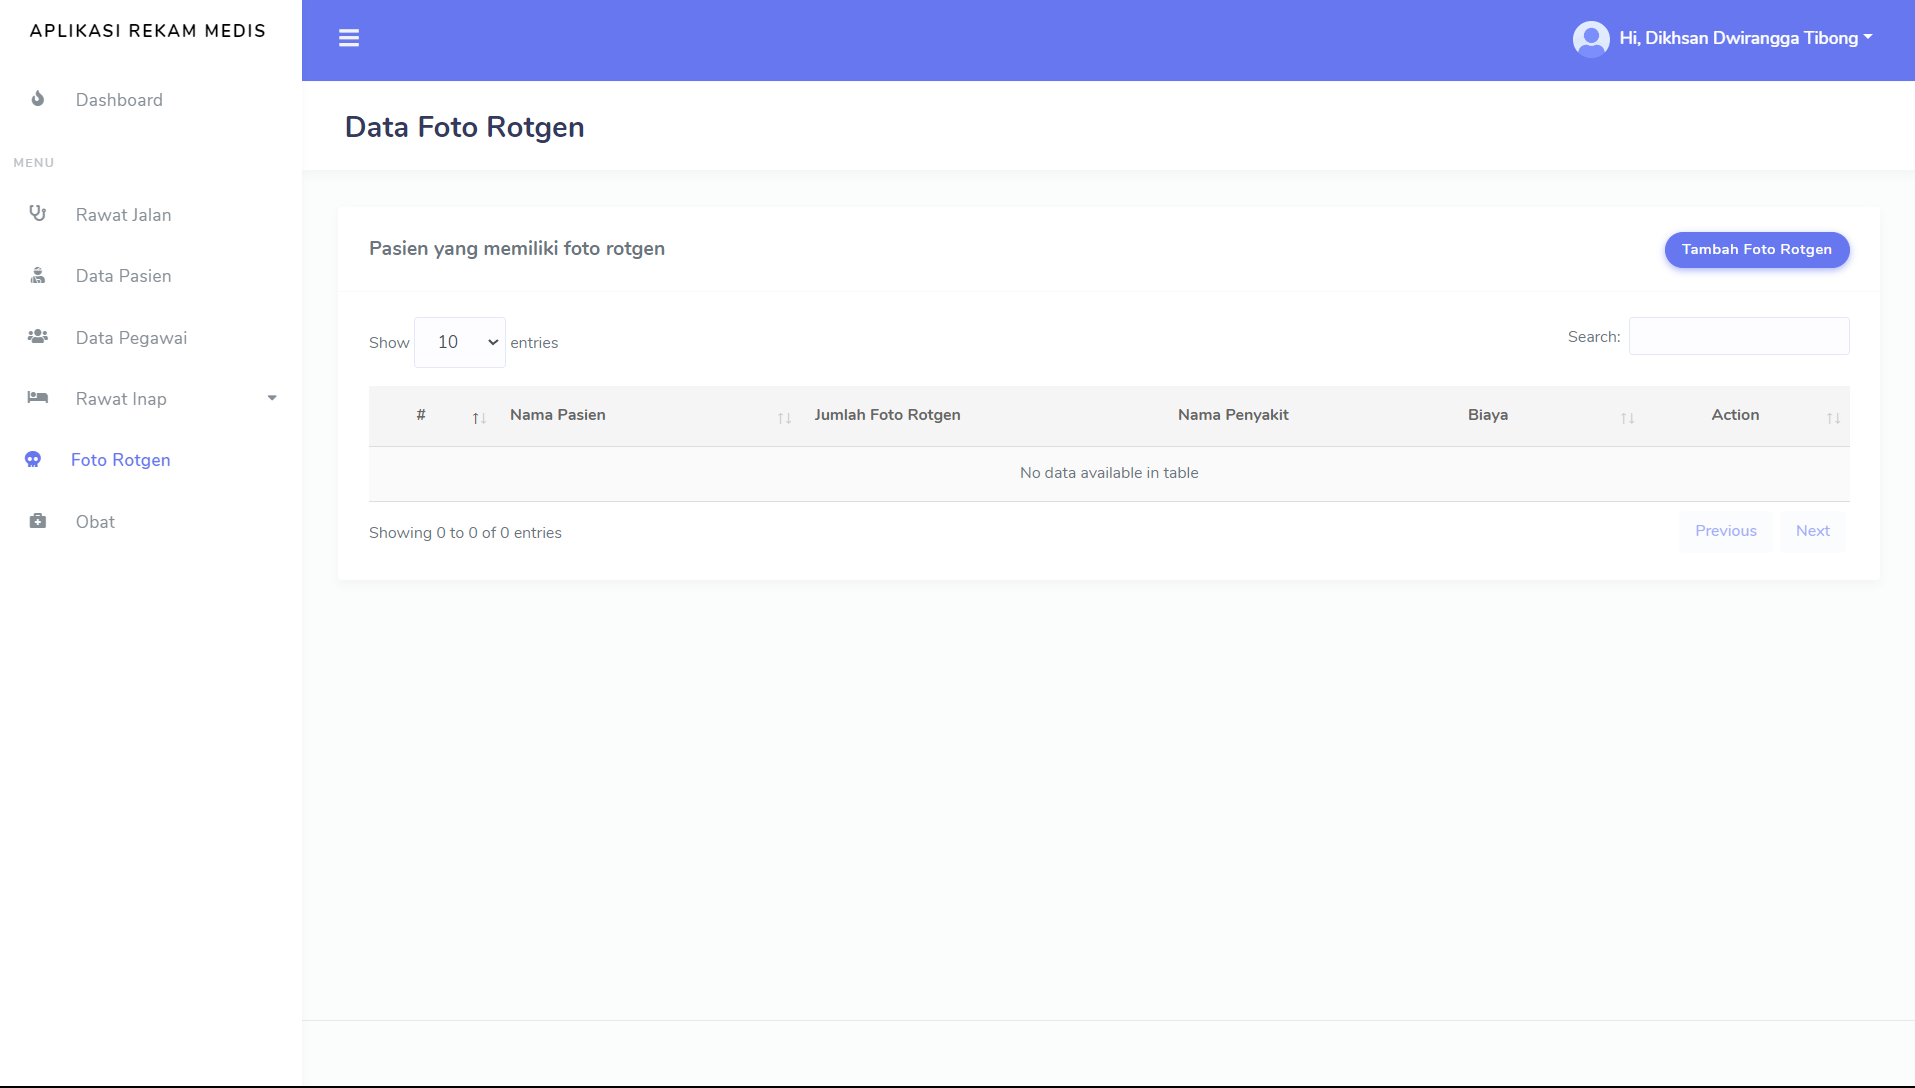 APLIKASI REKAM MEDIS
Hi, Dikhsan Dwirangga Tibong
Dashboard
MENU
Rawat Jalan
Data Pasien
Data Pegawai
Rawat Inap
Foto Rotgen
Obat
Data Foto Rotgen
Pasien yang memiliki foto rotgen
Tambah Foto Rotgen
Show 10 entries
Search:
# Nama Pasien Jumlah Foto Rotgen Nama Penyakit Biaya Action
No data available in table
Showing 0 to 0 of 0 entries
Previous Next